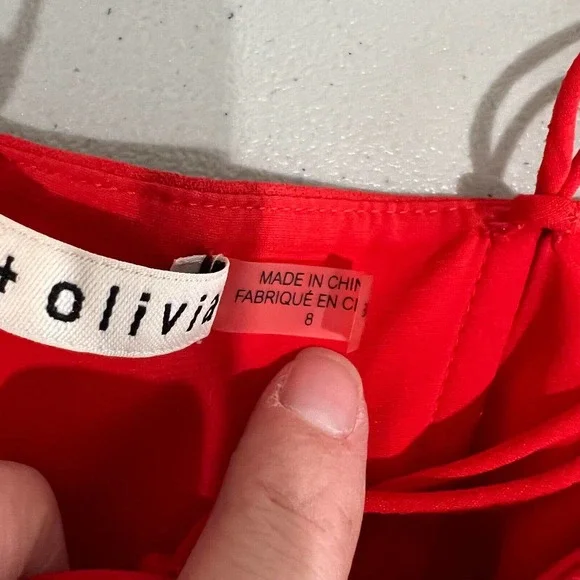 + olivia
MADE IN CHIN
FABRIQUÉ EN C
8